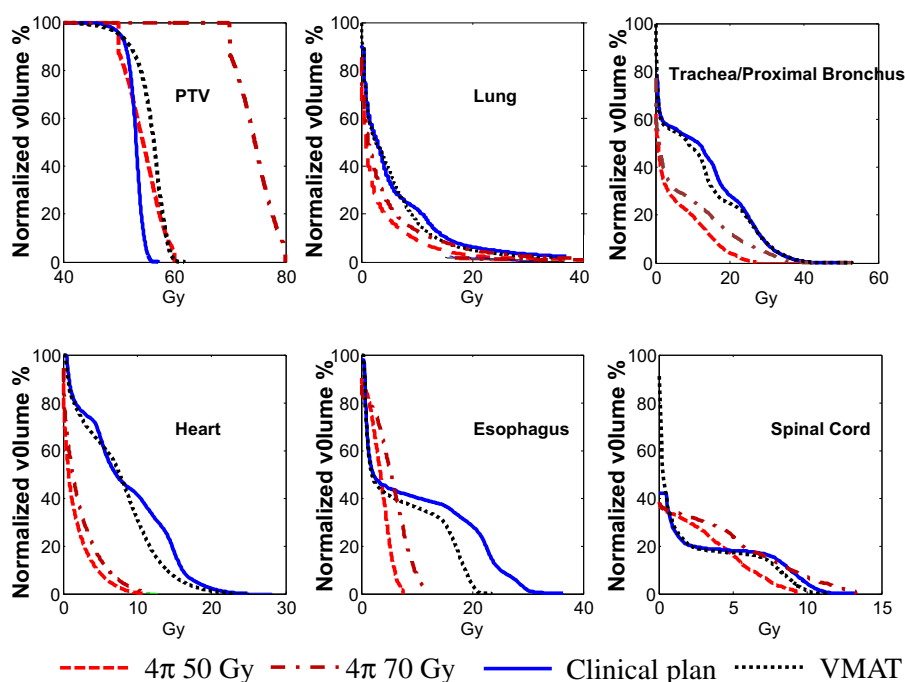 Normalized v0lume %
100
80
60
40
20
0
PTV
40 50 60 70 80
Gy
Normalized v0lume %
100
80
60
40
20
0
Lung
0 10 20 30 40
Gy
Normalized v0lume %
100
80
60
40
20
0
Trachea/Proximal Bronchus
0 20 40 60
Gy
Normalized v0lume %
100
80
60
40
20
0
Heart
0 10 20 30
Gy
Normalized v0lume %
100
80
60
40
20
0
Esophagus
0 20 40
Gy
Normalized v0lume %
100
80
60
40
20
0
Spinal Cord
0 5 10 15
Gy
4π 50 Gy 4π 70 Gy Clinical plan VMAT